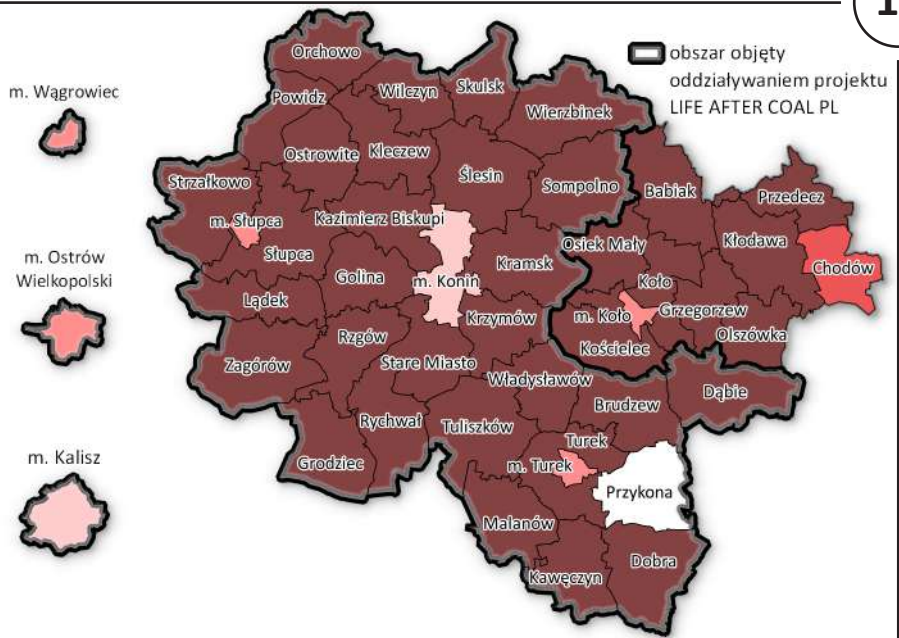 1
obszar objęty
oddziaływaniem projektu
LIFE AFTER COAL PL
m. Wągrowiec
m. Ostrów
Wielkopolski
m. Kalisz
Orchowo
Powidz
Wilczyn
Skulsk
Wierzbinek
Ostrowite
Kleczew
Ślesin
Sompolno
Strzałkowo
m. Słupca
Słupca
Kazimierz Biskupi
Golina
m. Konin
Kramsk
Lądek
Krzymów
Zagórów
Rzgów
Stare Miasto
Grodziec
Rychwał
Tuliszków
Władysławów
Babiak
Przedecz
Osiek Mały
Kłodawa
Chodów
Koło
m. Koło
Grzegorzew
Kościelec
Olszówka
Brudzew
Dąbie
Turek
m. Turek
Przykona
Malanów
Kawęczyn
Dobra